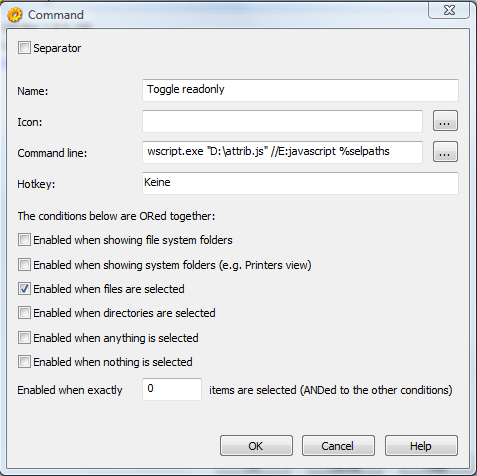 Command
Separator
Name: Toggle readonly
Icon: ...
Command line: wscript.exe "D:\attrib.js" //E:javascript %selpaths ...
Hotkey: Keine
The conditions below are ORed together:
Enabled when showing file system folders
Enabled when showing system folders (e.g. Printers view)
Enabled when files are selected
Enabled when directories are selected
Enabled when anything is selected
Enabled when nothing is selected
Enabled when exactly 0 items are selected (ANDed to the other conditions)
OK Cancel Help